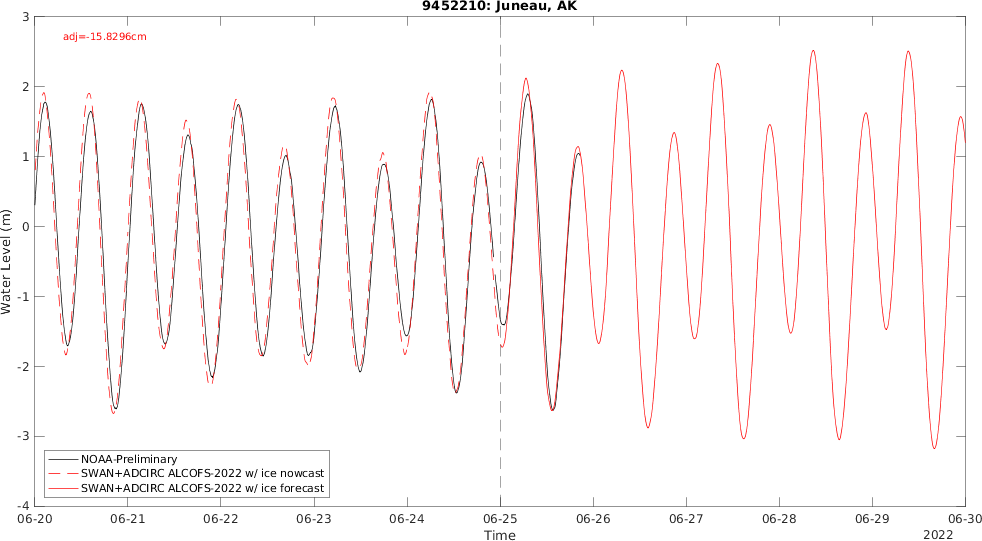 9452210: Juneau, AK
adj=-15.8296cm
3
2
1
0
-1
-2
-3
-4
Water Level (m)
NOAA-Preliminary
SWAN+ADCIRC ALCOFS-2022 w/ ice nowcast
SWAN+ADCIRC ALCOFS-2022 w/ ice forecast
06-20 06-21 06-22 06-23 06-24 06-25 06-26 06-27 06-28 06-29 06-30
Time
2022